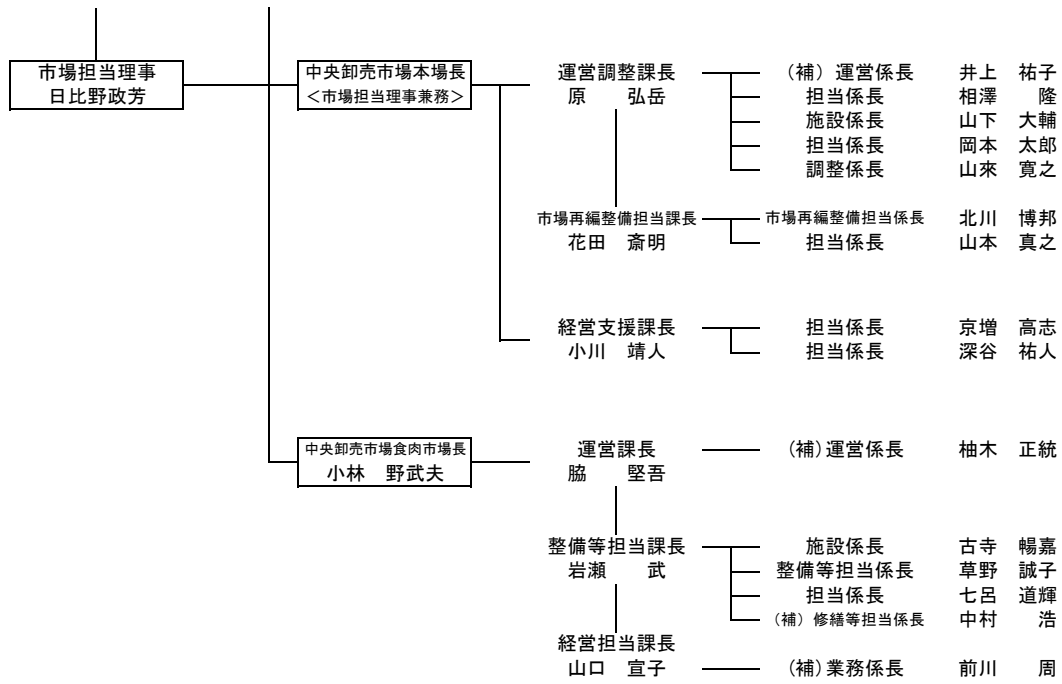 市場担当理事
日比野政芳
中央卸売市場本場長
＜市場担当理事兼務＞
運営調整課長
原　弘岳
（補）運営係長　井上　祐子
担当係長　相澤　隆
施設係長　山下　大輔
担当係長　岡本　太郎
調整係長　山來　寛之
市場再編整備担当課長
花田　斎明
市場再編整備担当係長　北川　博邦
担当係長　山本　真之
経営支援課長
小川　靖人
担当係長　京増　高志
担当係長　深谷　祐人
中央卸売市場食肉市場長
小林　野武夫
運営課長
脇　堅吾
（補）運営係長　柚木　正統
整備等担当課長
岩瀬　武
施設係長　古寺　暢嘉
整備等担当係長　草野　誠子
担当係長　七呂　道輝
（補）修繕等担当係長　中村　浩
経営担当課長
山口　宣子
（補）業務係長　前川　周